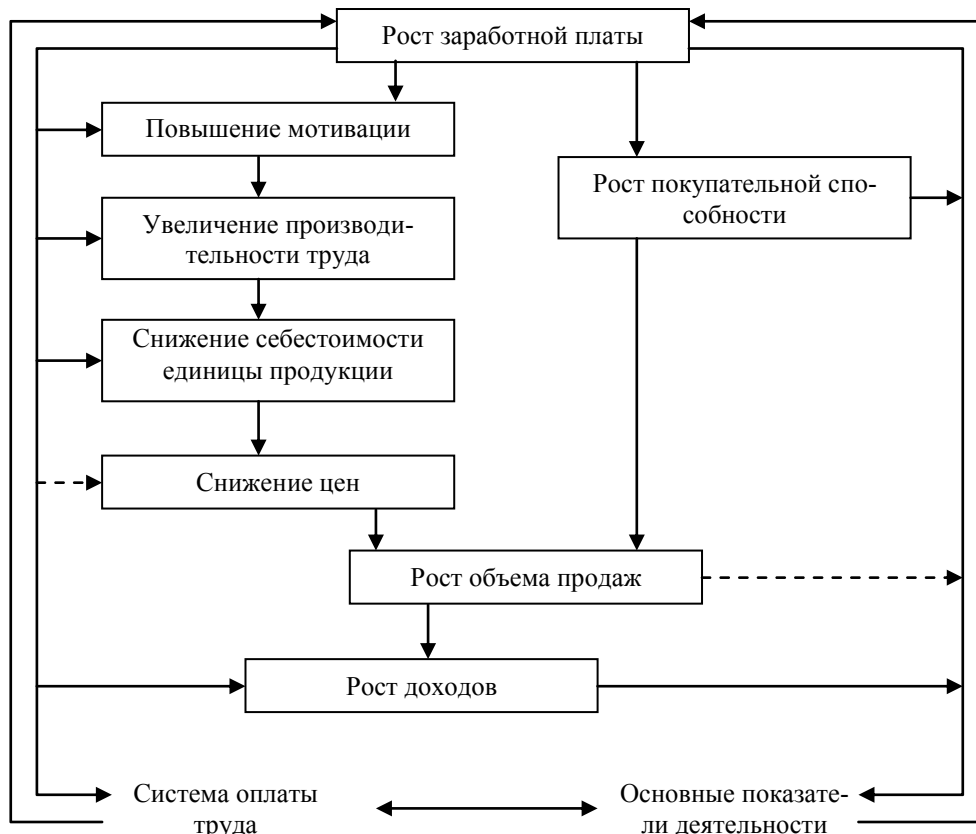 Рост заработной платы
Повышение мотивации
Рост покупательной спо-
собности
Увеличение производи-
тельности труда
Снижение себестоимости
единицы продукции
Снижение цен
Рост объема продаж
Рост доходов
Система оплаты
труда
Основные показате-
ли деятельности